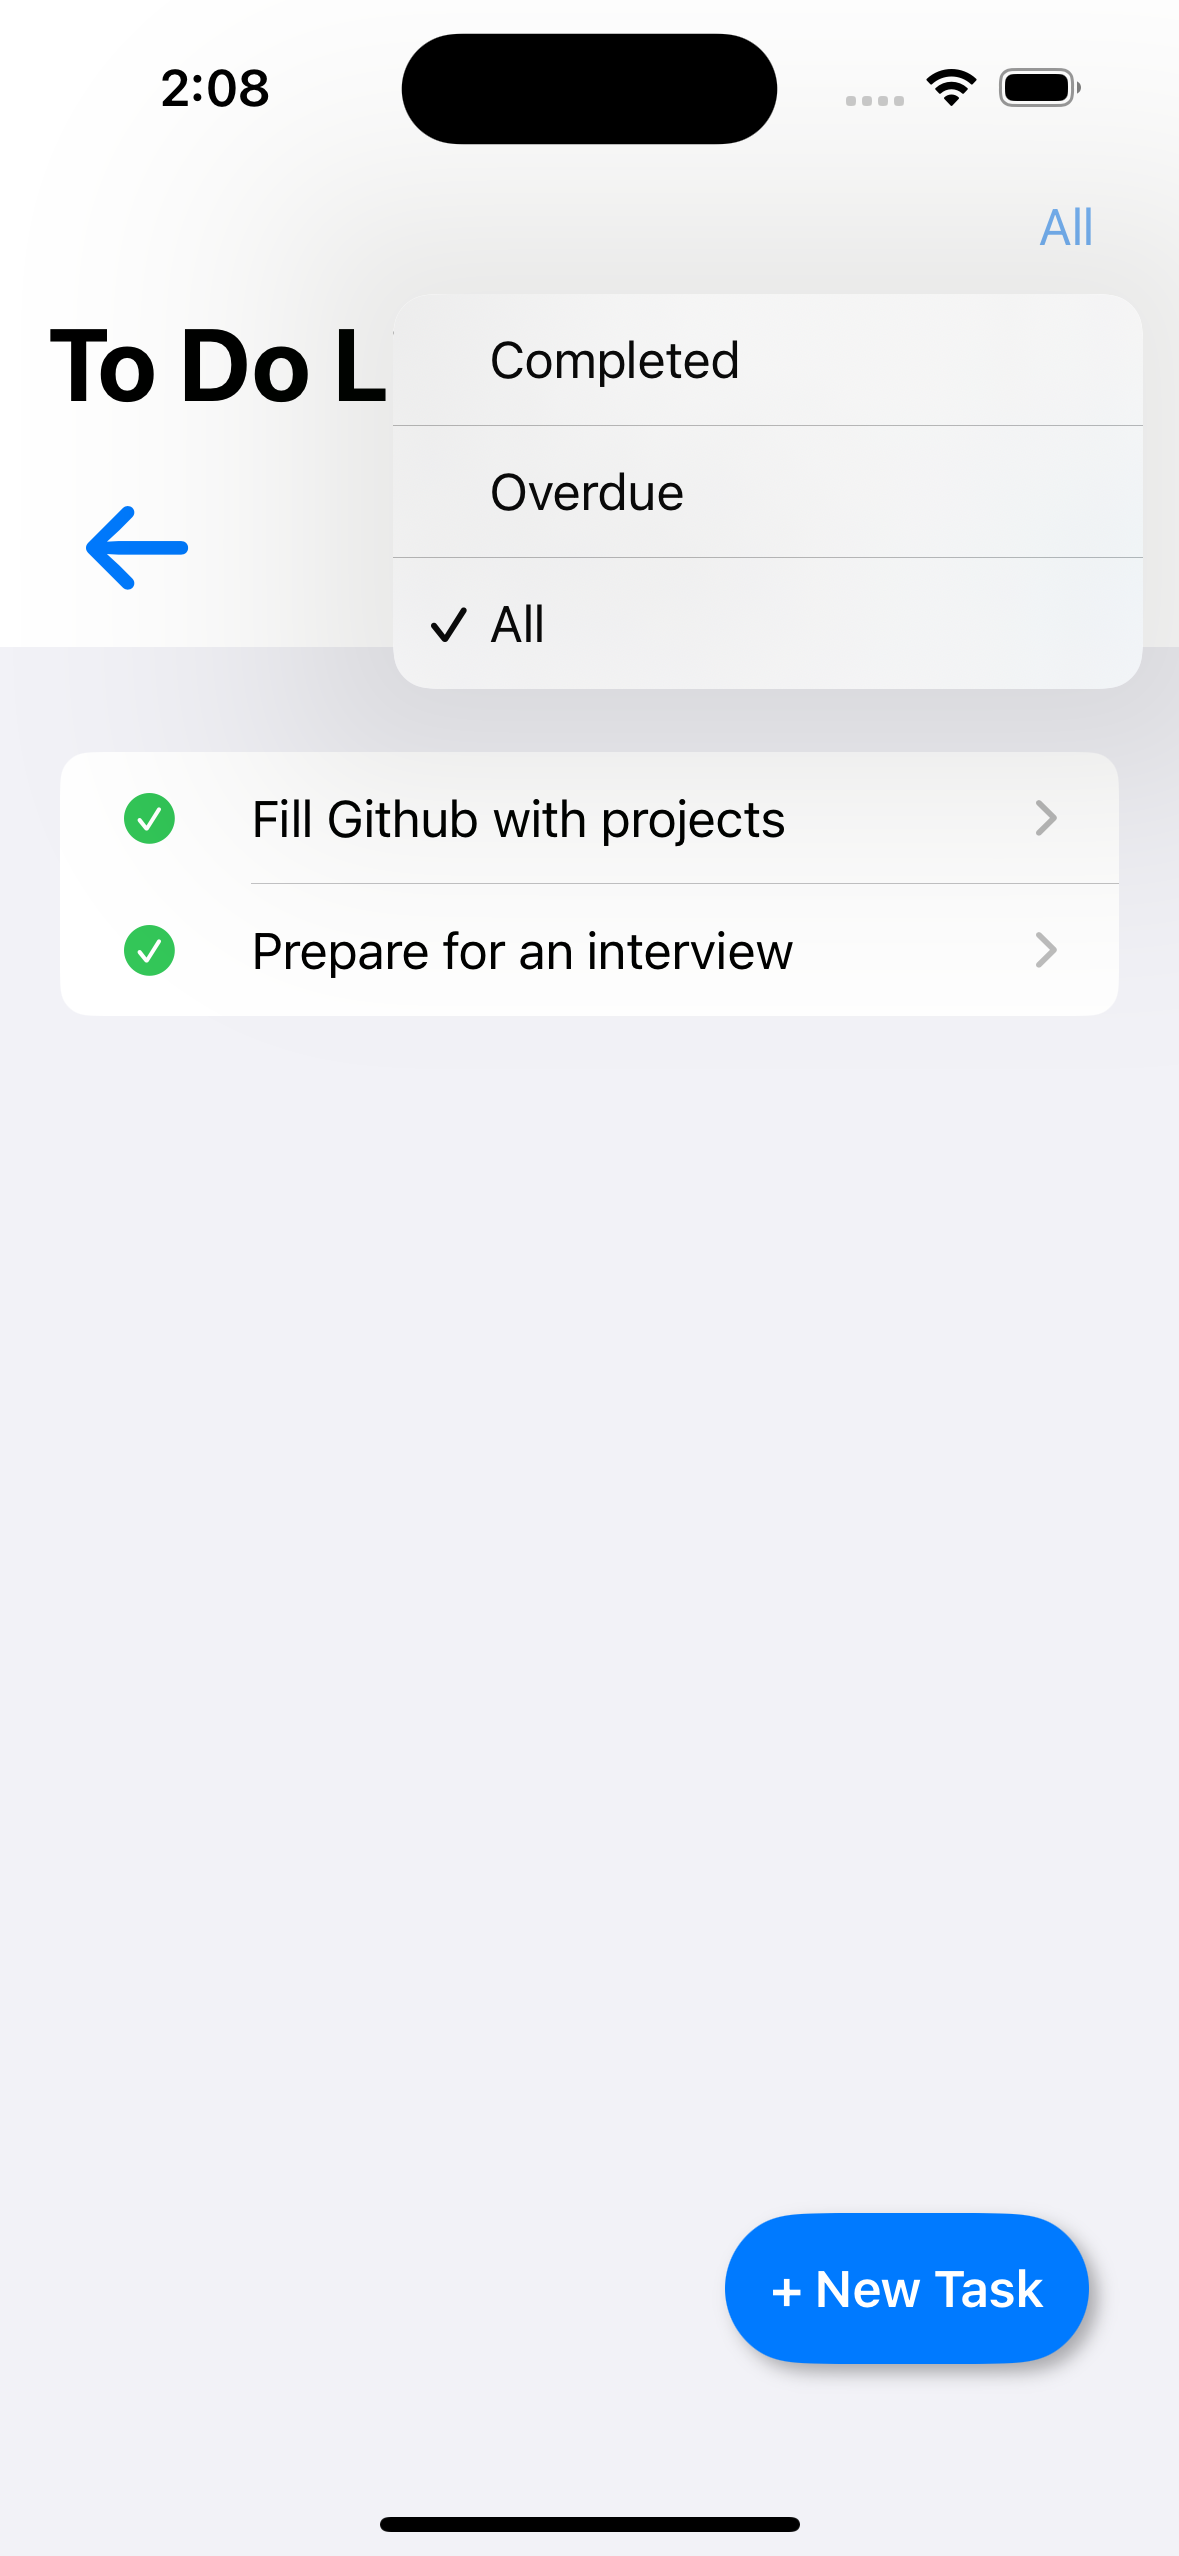 2:08
All
To Do L
Completed
Overdue
All
Fill Github with projects
Prepare for an interview
+ New Task